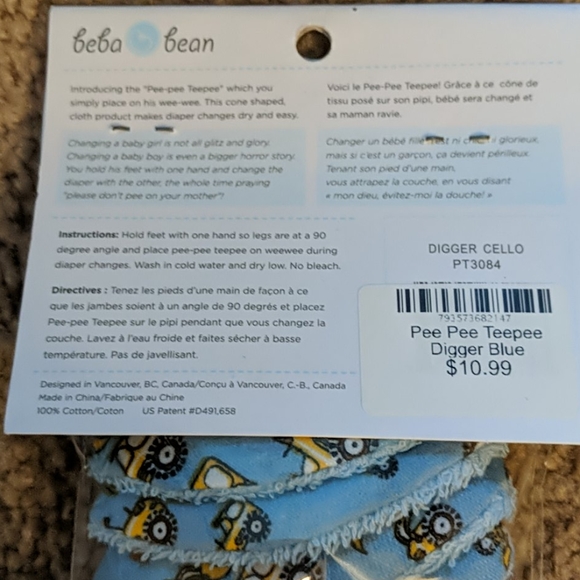 beba bean
Introducing the "Pee-pee Teepee" which you
simply place on his wee-wee. This cone shaped,
cloth product makes diaper changes dry and easy.
Changing a baby girl is not all glitz and glory.
Changing a baby boy is even a bigger horror story.
You hold his feet with one hand and change the
diaper with the other, the whole time praying
"please don't pee on your mother"!
Voici le Pee-Pee Teepee! Grâce à ce cône de
tissu posé sur son pipi, bébé sera changé et
sa maman ravie.
Changer un bébé fille ni glorieux,
mais si c'est un garçon, ça devient périlleux.
Tenant son pied d'une main,
vous attrapez la couche, en vous disant
« mon dieu, évitez-moi la douche! »
Instructions: Hold feet with one hand so legs are at a 90
degree angle and place pee-pee teepee on weewee during
diaper changes. Wash in cold water and dry low. No bleach.
Directives : Tenez les pieds d'une main de façon à ce
que les jambes soient à un angle de 90 degrés et placez
Pee-pee Teepee sur le pipi pendant que vous changez la
couche. Lavez à l'eau froide et faites sécher à basse
température. Pas de javellisant.
Designed in Vancouver, BC, Canada/Conçu à Vancouver, C.-B., Canada
Made in China/Fabrique au Chine
100% Cotton/Coton US Patent #D491,658
DIGGER CELLO
PT3084
793573682147
Pee Pee Teepee
Digger Blue
$10.99